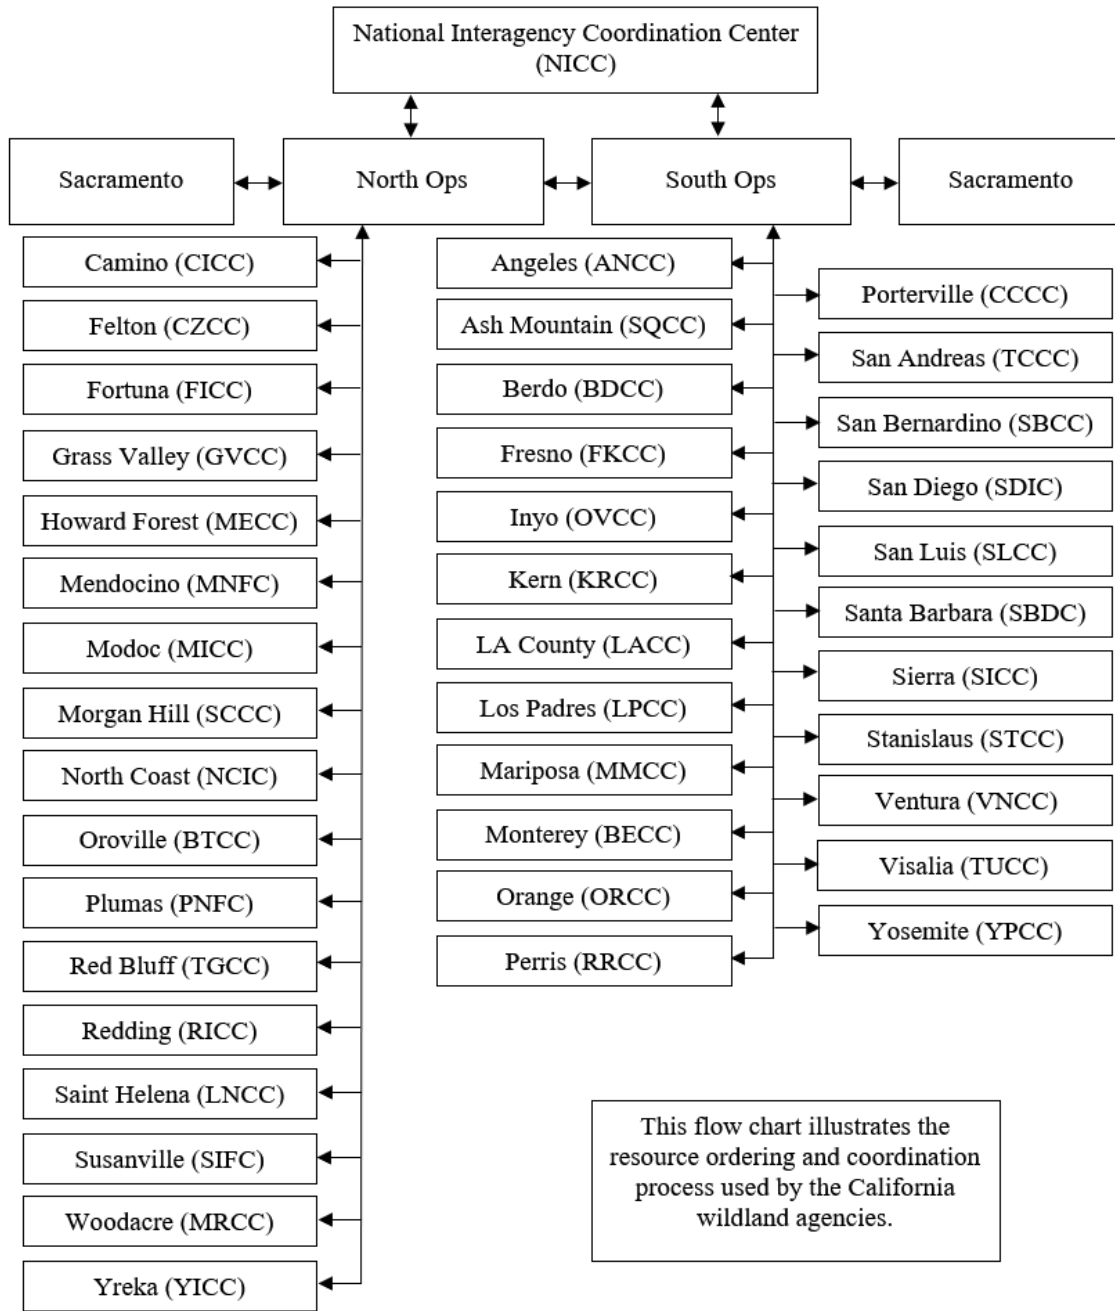 National Interagency Coordination Center
(NICC)
Sacramento
North Ops
South Ops
Sacramento
Camino (CICC)
Felton (CZCC)
Fortuna (FICC)
Grass Valley (GVCC)
Howard Forest (MECC)
Mendocino (MNFC)
Modoc (MICC)
Morgan Hill (SCCC)
North Coast (NCIC)
Oroville (BTCC)
Plumas (PNFC)
Red Bluff (TGCC)
Redding (RICC)
Saint Helena (LNCC)
Susanville (SIFC)
Woodacre (MRCC)
Yreka (YICC)
Angeles (ANCC)
Ash Mountain (SQCC)
Berdo (BDCC)
Fresno (FKCC)
Inyo (OVCC)
Kern (KRCC)
LA County (LACC)
Los Padres (LPCC)
Mariposa (MMCC)
Monterey (BECC)
Orange (ORCC)
Perris (RRCC)
Porterville (CCCC)
San Andreas (TCCC)
San Bernardino (SBCC)
San Diego (SDIC)
San Luis (SLCC)
Santa Barbara (SBDC)
Sierra (SICC)
Stanislaus (STCC)
Ventura (VNCC)
Visalia (TUCC)
Yosemite (YPCC)
This flow chart illustrates the
resource ordering and coordination
process used by the California
wildland agencies.